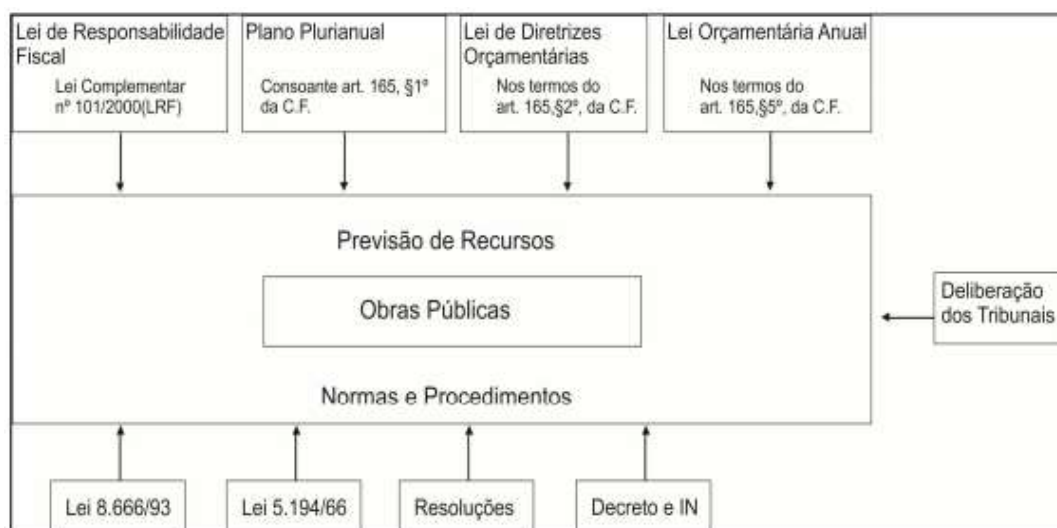 Lei de Responsabilidade
Fiscal
Lei Complementar
nº 101/2000(LRF)
Plano Plurianual
Consoante art. 165, §1º
da C.F.
Lei de Diretrizes
Orçamentárias
Nos termos do
art. 165,§2º, da C.F.
Lei Orçamentária Anual
Nos termos do
art. 165,§5º, da C.F.
Previsão de Recursos
Obras Públicas
Normas e Procedimentos
Deliberação
dos Tribunais
Lei 8.666/93
Lei 5.194/66
Resoluções
Decreto e IN